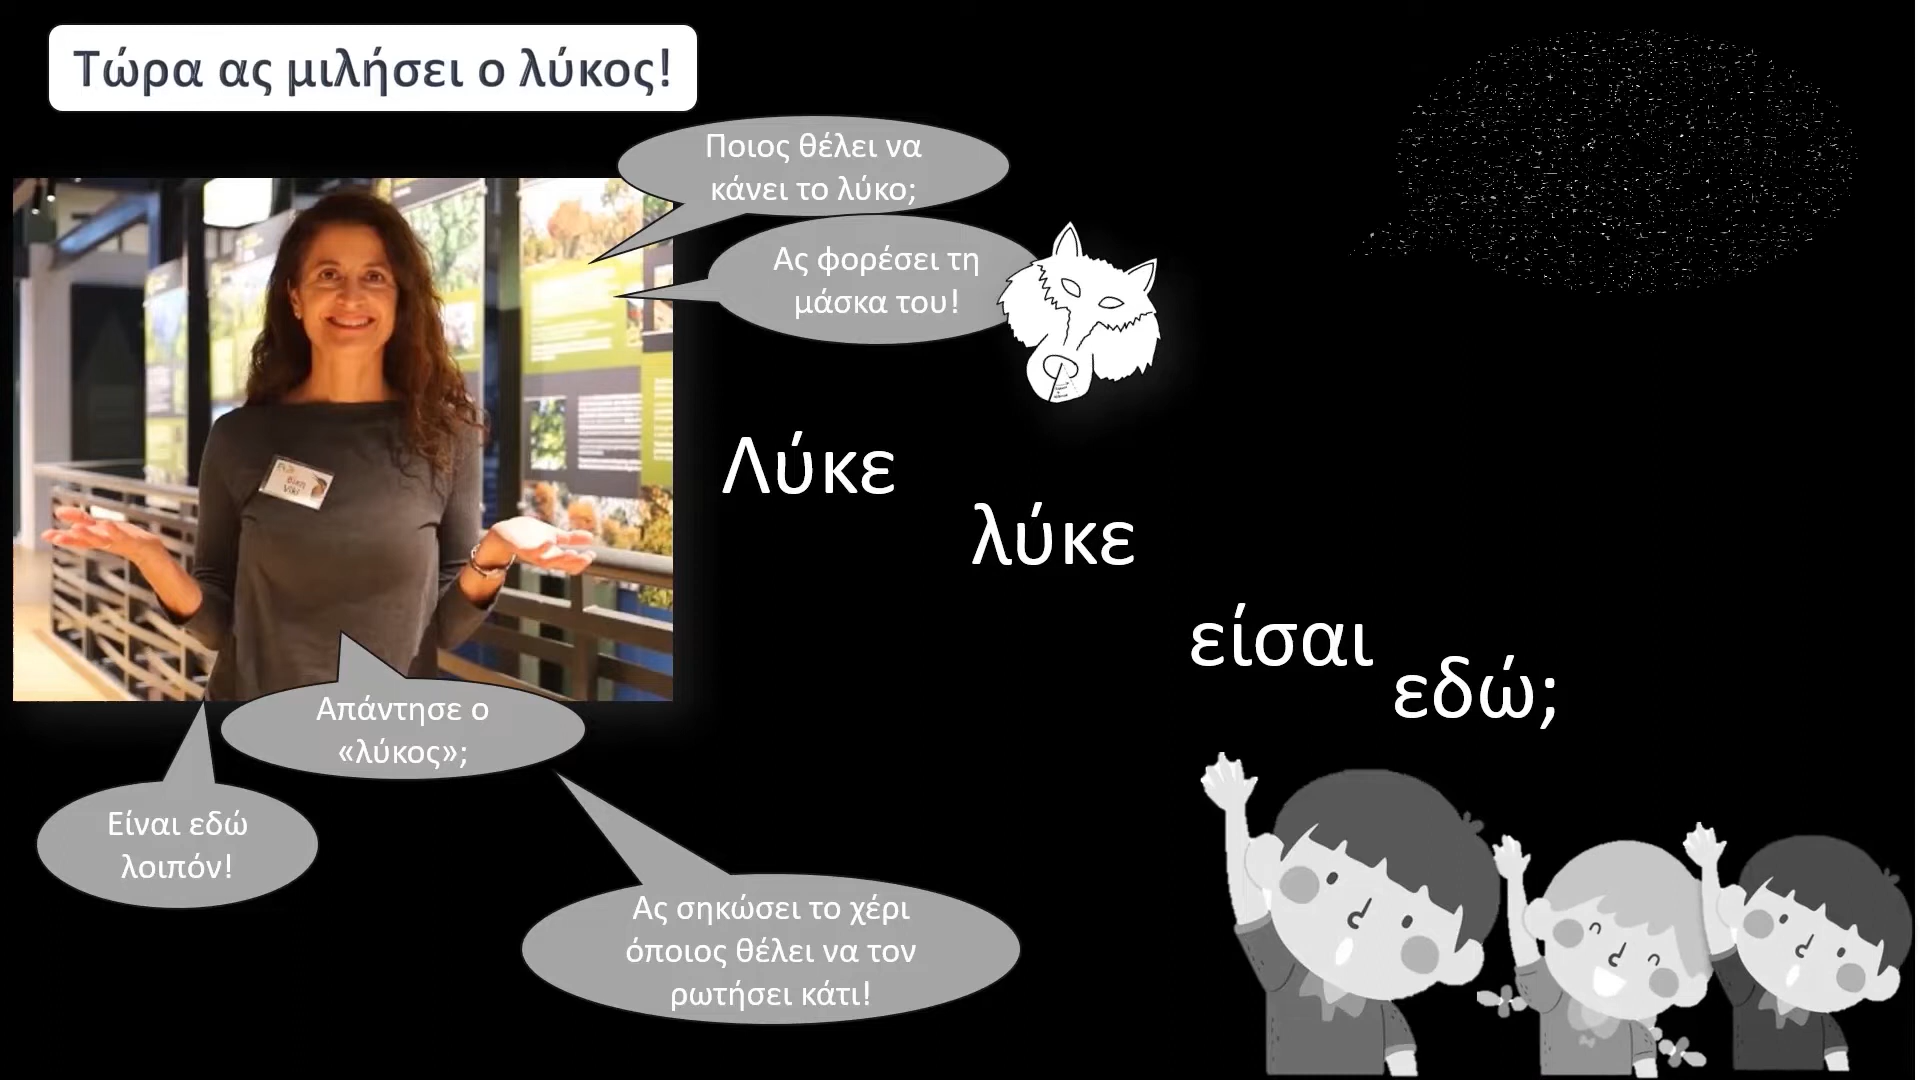 Τώρα ας μιλήσει ο λύκος!
Ποιος θέλει να
κάνει το λύκο;
Ας φορέσει τη
μάσκα του!
Λύκε
λύκε
είσαι
εδώ;
Απάντησε ο
«λύκος»;
Είναι εδώ
λοιπόν!
Ας σηκώσει το χέρι
όποιος θέλει να τον
ρωτήσει κάτι!